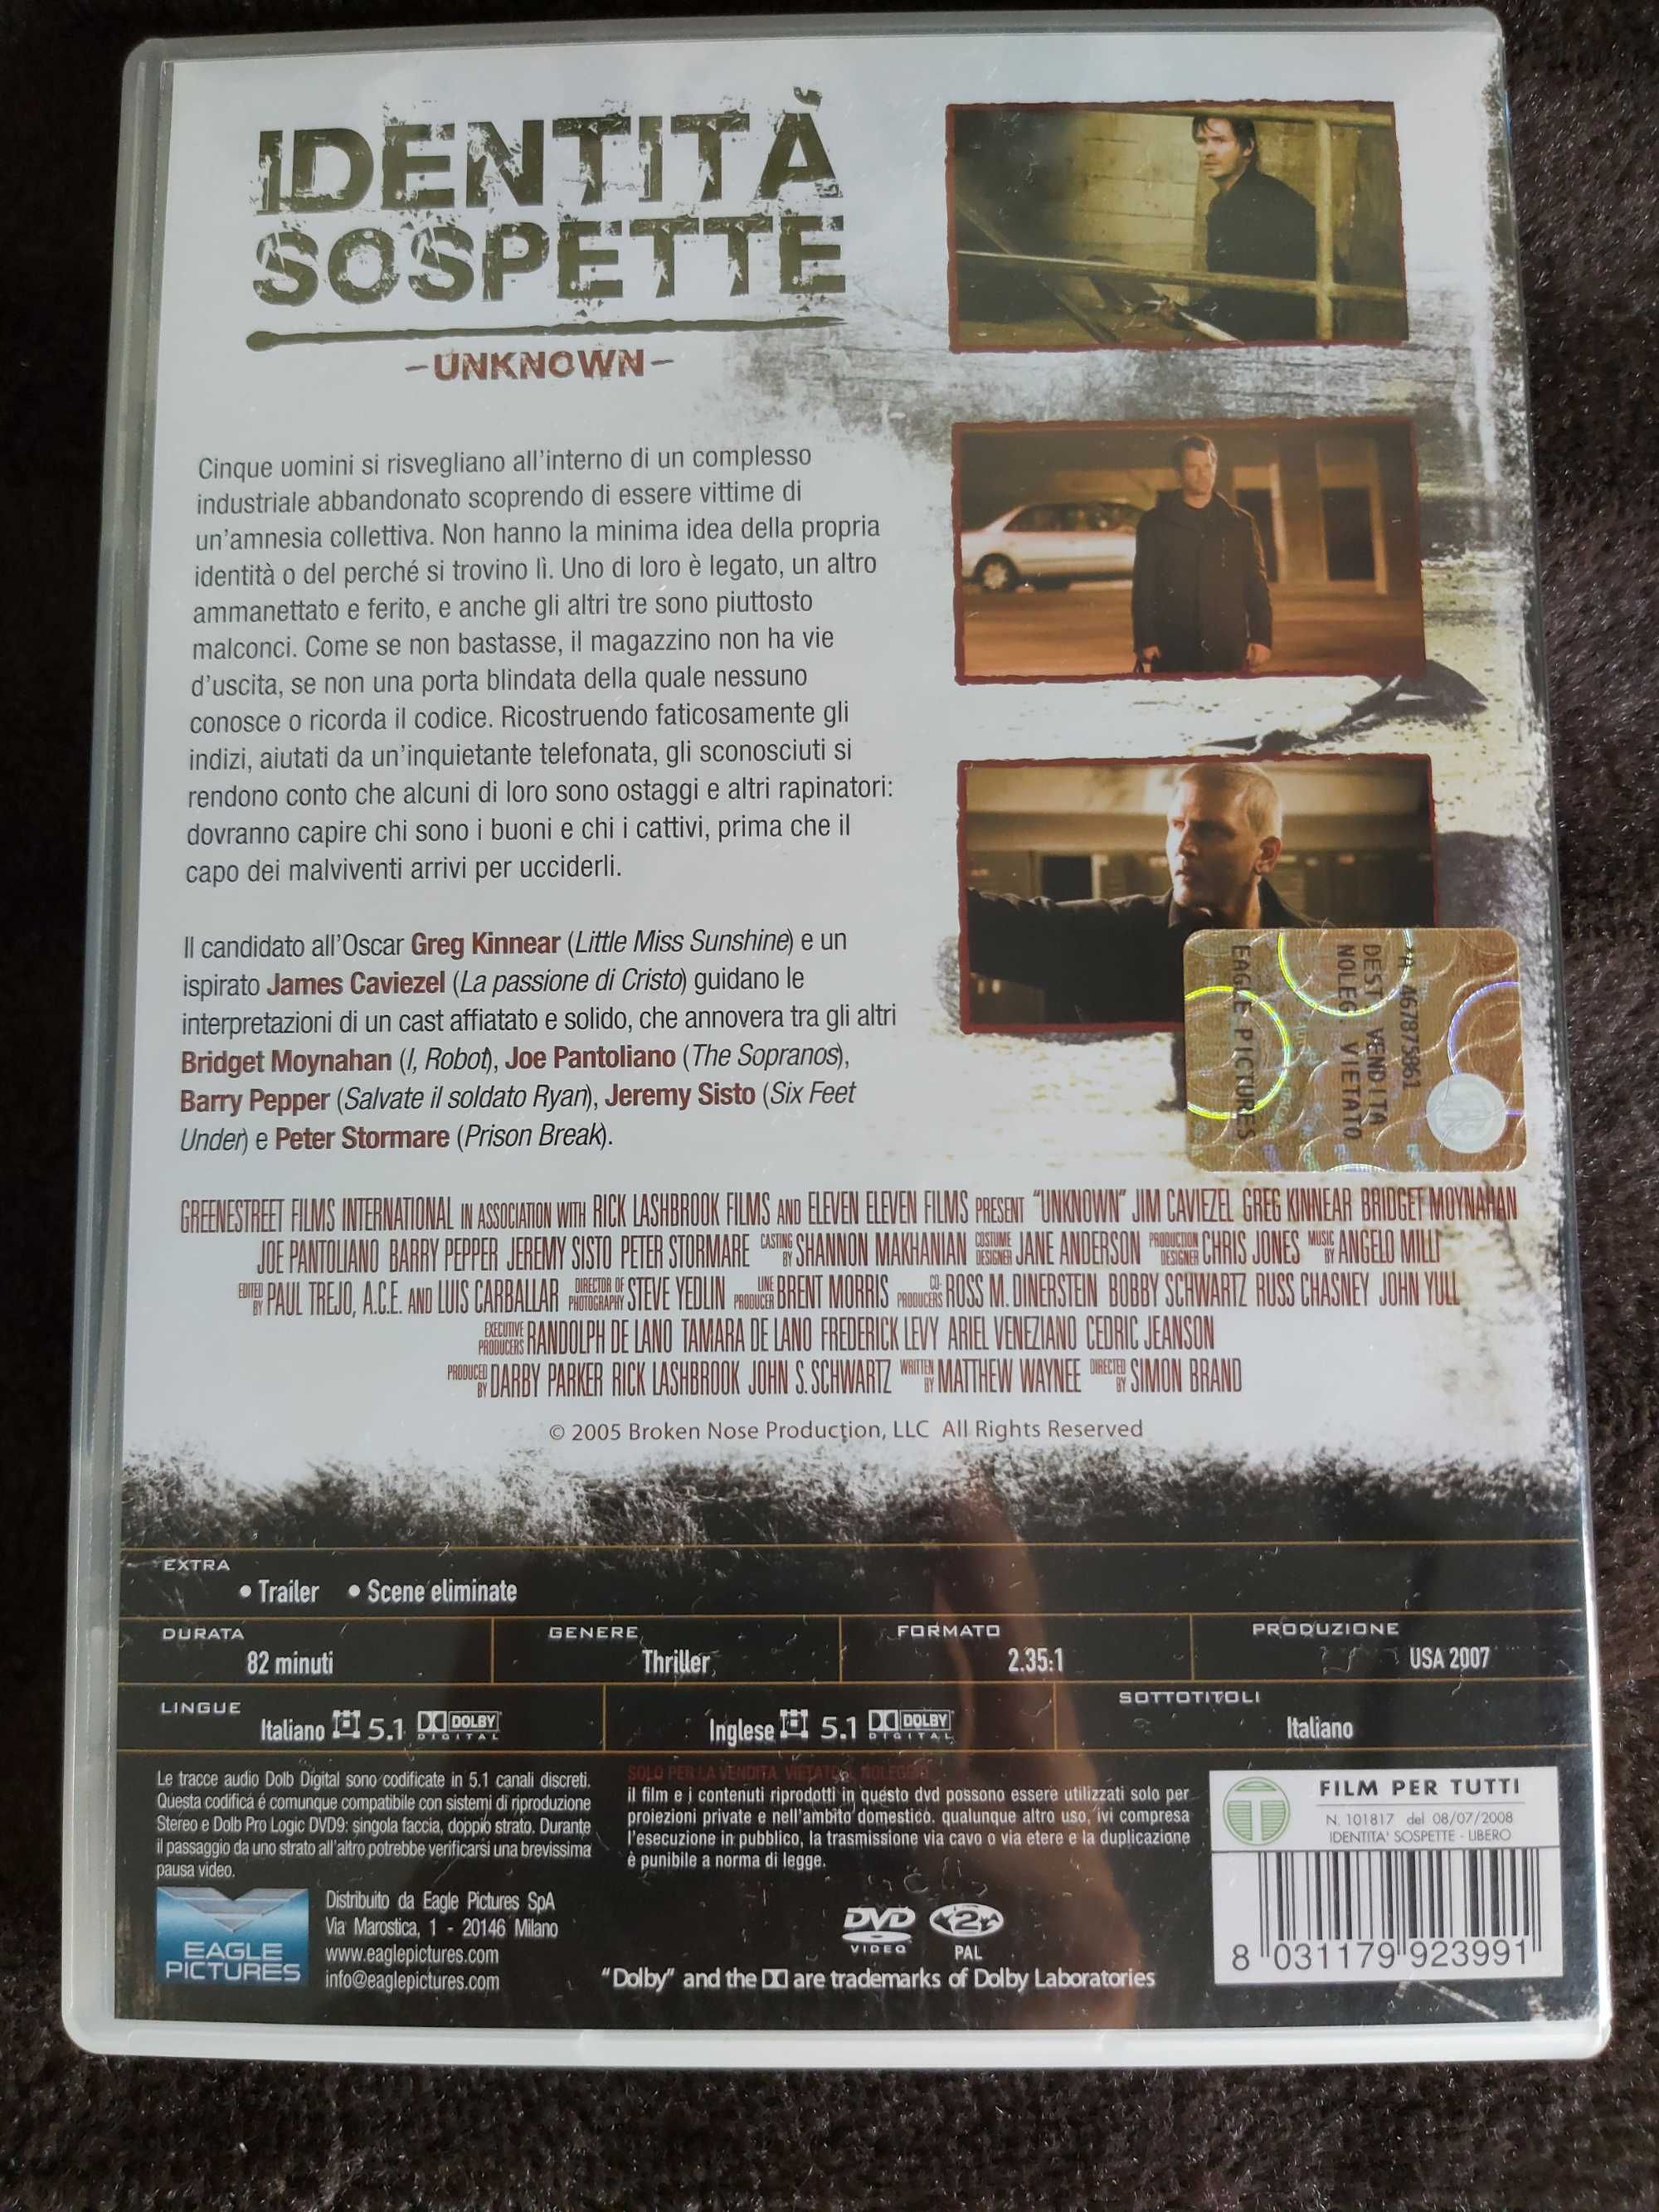 IDENTITÀ
SOSPETTE
-UNKNOWN-
Cinque uomini si risvegliano all'interno di un complesso
industriale abbandonato scoprendo di essere vittime di
un'amnesia collettiva. Non hanno la minima idea della propria
identità o del perché si trovino lì. Uno di loro è legato, un altro
ammanettato e ferito, e anche gli altri tre sono piuttosto
malconci. Come se non bastasse, il magazzino non ha vie
d'uscita, se non una porta blindata della quale nessuno
conosce o ricorda il codice. Ricostruendo faticosamente gli
indizi, aiutati da un'inquietante telefonata, gli sconosciuti si
rendono conto che alcuni di loro sono ostaggi e altri rapinatori:
dovranno capire chi sono i buoni e chi i cattivi, prima che il
capo dei malviventi arrivi per ucciderli.
Il candidato all'Oscar Greg Kinnear (Little Miss Sunshine) e un
ispirato James Caviezel (La passione di Cristo) guidano le
interpretazioni di un cast affiatato e solido, che annovera tra gli altri
Bridget Moynahan (I, Robot), Joe Pantoliano (The Sopranos),
Barry Pepper (Salvate il soldato Ryan), Jeremy Sisto (Six Feet
Under) e Peter Stormare (Prison Break).
A 467875961
DEST. VENDITA
NOLEG. VIETATO
EAGLE PICTURES
GREENESTREET FILMS INTERNATIONAL IN ASSOCIATION WITH RICK LASHBROOK FILMS AND ELEVEN ELEVEN FILMS PRESENT "UNKNOWN" JIM CAVIEZEL GREG KINNEAR BRIDGET MOYNAHAN
JOE PANTOLIANO BARRY PEPPER JEREMY SISTO PETER STORMARE CASTING BY SHANNON MAKHANIAN COSTUME DESIGNER JANE ANDERSON PRODUCTION DESIGNER CHRIS JONES MUSIC BY ANGELO MILLI
EDITED BY PAUL TREJO, A.C.E. AND LUIS CARBALLAR DIRECTOR OF PHOTOGRAPHY STEVE YEDLIN LINE PRODUCER BRENT MORRIS CO-PRODUCERS ROSS M. DINERSTEIN BOBBY SCHWARTZ RUSS CHASNEY JOHN YULL
EXECUTIVE PRODUCERS RANDOLPH DE LANO TAMARA DE LANO FREDERICK LEVY ARIEL VENEZIANO CEDRIC JEANSON
PRODUCED BY DARBY PARKER RICK LASHBROOK JOHN S. SCHWARTZ WRITTEN BY MATTHEW WAYNEE DIRECTED BY SIMON BRAND
© 2005 Broken Nose Production, LLC All Rights Reserved
EXTRA
• Trailer • Scene eliminate
DURATA
82 minuti
GENERE
Thriller
FORMATO
2.35:1
PRODUZIONE
USA 2007
LINGUE
Italiano 5.1 DOLBY DIGITAL
Inglese 5.1 DOLBY DIGITAL
SOTTOTITOLI
Italiano
Le tracce audio Dolb Digital sono codificate in 5.1 canali discreti.
Questa codifica é comunque compatibile con sistemi di riproduzione
Stereo e Dolb Pro Logic DVD9: singola faccia, doppio strato. Durante
il passaggio da uno strato all'altro potrebbe verificarsi una brevissima
pausa video.
SOLO PER LA VENDITA. VIETATO IL NOLEGGIO
il film e i contenuti riprodotti in questo dvd possono essere utilizzati solo per
proiezioni private e nell'ambito domestico. qualunque altro uso, ivi compresa
l'esecuzione in pubblico, la trasmissione via cavo o via etere e la duplicazione
è punibile a norma di legge.
T
FILM PER TUTTI
N. 101817 del 08/07/2008
IDENTITA' SOSPETTE - LIBERO
8 031179 923991
EAGLE
PICTURES
Distribuito da Eagle Pictures SpA
Via Marostica, 1 - 20146 Milano
www.eaglepictures.com
info@eaglepictures.com
DVD
VIDEO
2
PAL
"Dolby" and the are trademarks of Dolby Laboratories